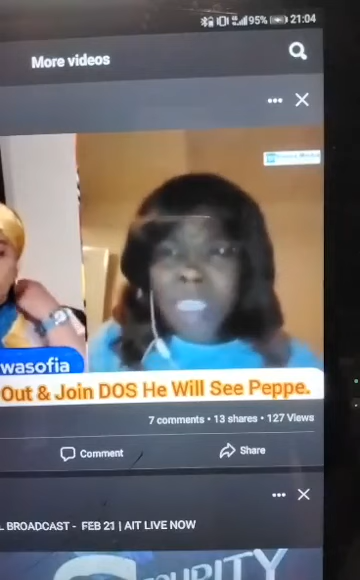 95% 21:04
More videos
wasofia
Out & Join DOS He Will See Peppe.
7 comments • 13 shares • 127 Views
Comment
Share
L BROADCAST - FEB 21 | AIT LIVE NOW